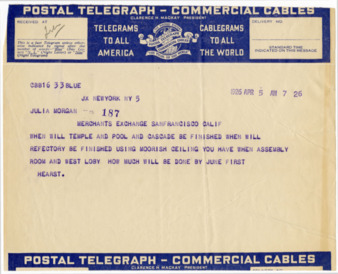 POSTAL TELEGRAPH - COMMERCIAL CABLES
CLARENCE H. MACKAY, PRESIDENT
RECEIVED AT
TELEGRAMS
TO ALL
AMERICA
CABLEGRAMS
TO ALL
THE WORLD
DELIVERY NO.
STANDARD TIME
INDICATED ON THIS MESSAGE
CSB16 33 BLUE
JX NEWYORK NY 5
1926 APR 5 AM 7 26
JULIA MORGAN
187
MERCHANTS EXCHANGE SANFRANCISCO CALIF
WHEN WILL TEMPLE AND POOL AND CASCADE BE FINISHED WHEN WILL
REFECTORY BE FINISHED USING MOORISH CEILING YOU HAVE WHEN ASSEMBLY
ROOM AND WEST LOBY HOW MUCH WILL BE DONE BY JUNE FIRST
HEARST.
POSTAL TELEGRAPH - COMMERCIAL CABLES
CLARENCE H. MACKAY, PRESIDENT